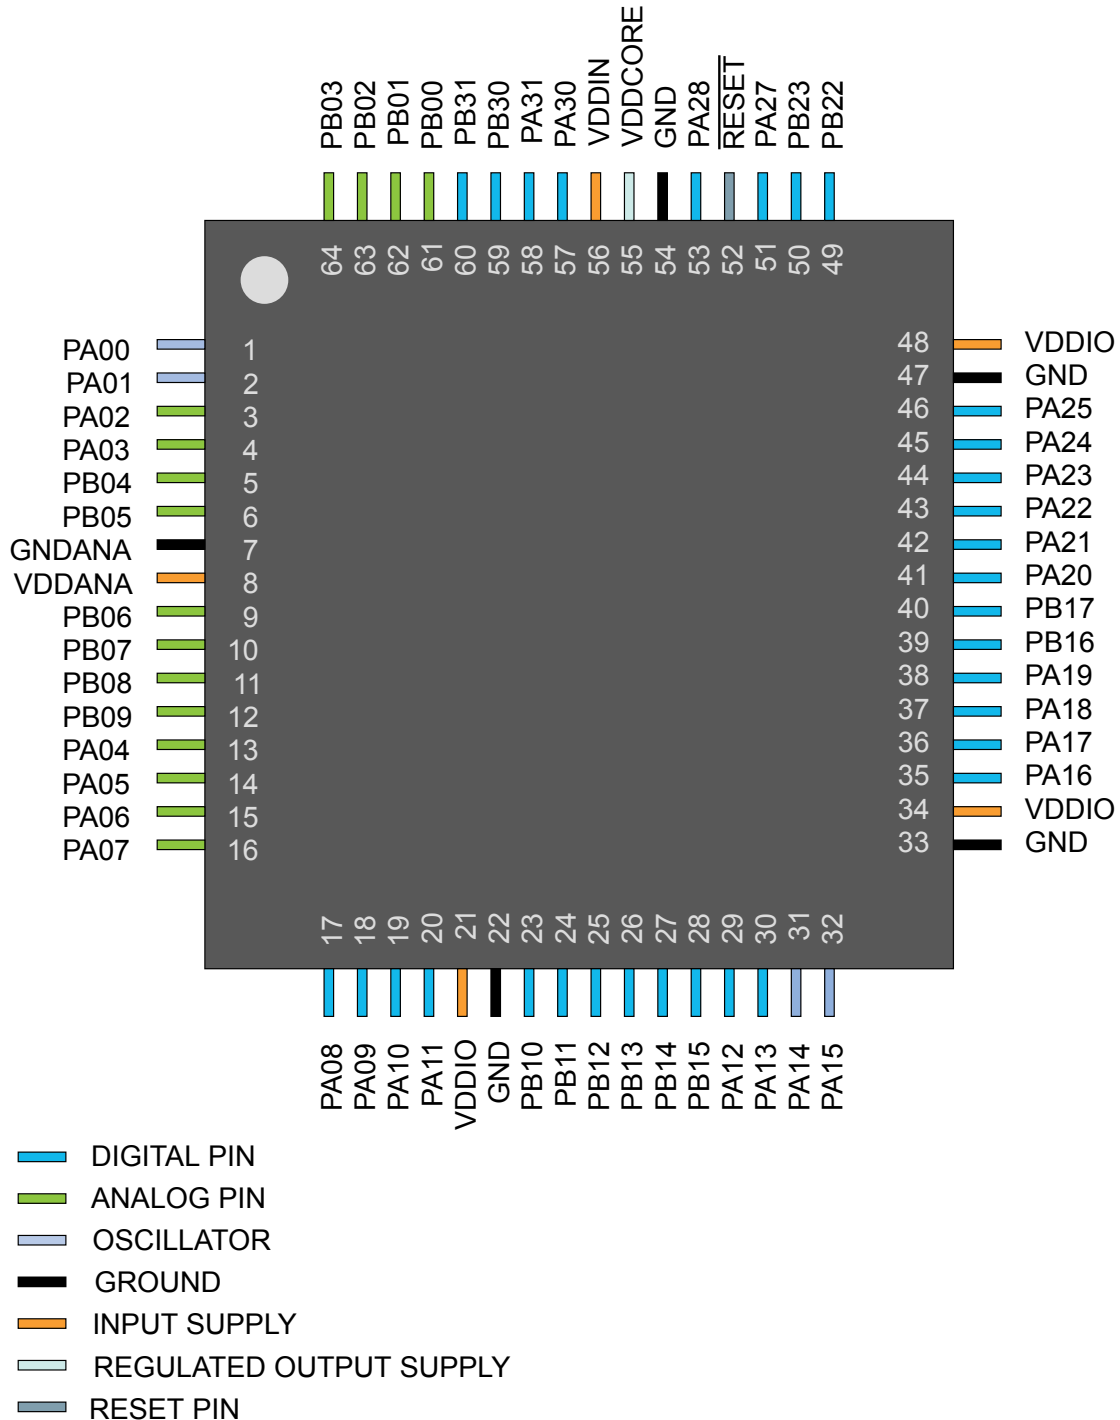 PB03
PB02
PB01
PB00
PB31
PB30
PA31
PA30
VDDIN
VDDCORE
GND
PA28
RESET
PA27
PB23
PB22
64
63
62
61
60
59
58
57
56
55
54
53
52
51
50
49
PA00 1
PA01 2
PA02 3
PA03 4
PB04 5
PB05 6
GNDANA 7
VDDANA 8
PB06 9
PB07 10
PB08 11
PB09 12
PA04 13
PA05 14
PA06 15
PA07 16
48 VDDIO
47 GND
46 PA25
45 PA24
44 PA23
43 PA22
42 PA21
41 PA20
40 PB17
39 PB16
38 PA19
37 PA18
36 PA17
35 PA16
34 VDDIO
33 GND
17
18
19
20
21
22
23
24
25
26
27
28
29
30
31
32
PA08
PA09
PA10
PA11
VDDIO
GND
PB10
PB11
PB12
PB13
PB14
PB15
PA12
PA13
PA14
PA15
DIGITAL PIN
ANALOG PIN
OSCILLATOR
GROUND
INPUT SUPPLY
REGULATED OUTPUT SUPPLY
RESET PIN